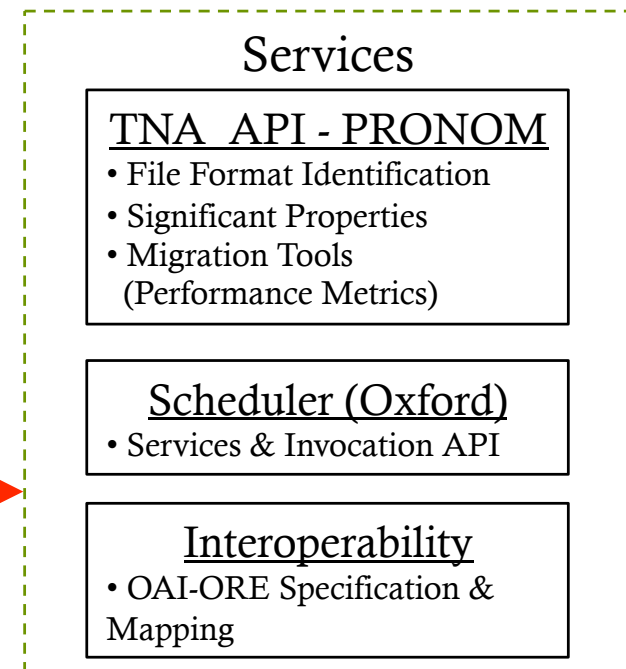 Services
TNA API - PRONOM
• File Format Identification
• Significant Properties
• Migration Tools
(Performance Metrics)
Scheduler (Oxford)
• Services & Invocation API
Interoperability
• OAI-ORE Specification &
Mapping